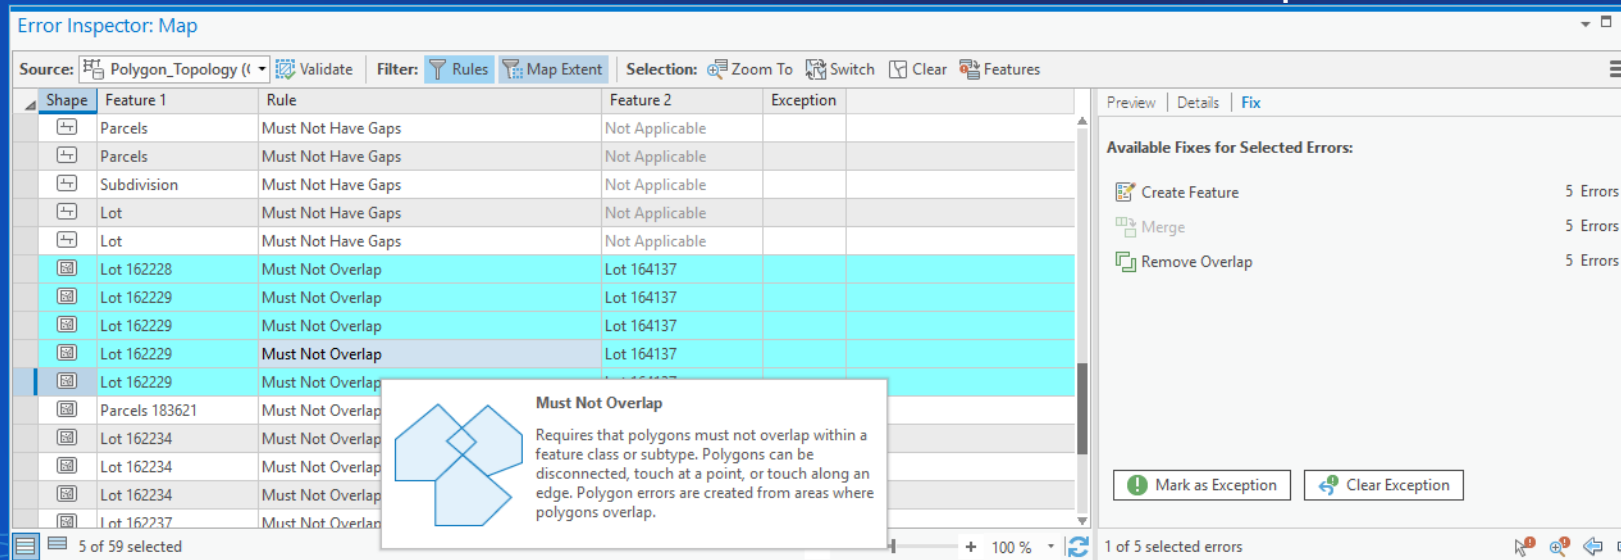 Error Inspector: Map
Source: Polygon_Topology (( Validate Filter: Rules Map Extent Selection: Zoom To Switch Clear Features
Shape Feature 1 Rule Feature 2 Exception
Parcels Must Not Have Gaps Not Applicable
Parcels Must Not Have Gaps Not Applicable
Subdivision Must Not Have Gaps Not Applicable
Lot Must Not Have Gaps Not Applicable
Lot Must Not Have Gaps Not Applicable
Lot 162228 Must Not Overlap Lot 164137
Lot 162229 Must Not Overlap Lot 164137
Lot 162229 Must Not Overlap Lot 164137
Lot 162229 Must Not Overlap Lot 164137
Lot 162229 Must Not Overlap
Parcels 183621 Must Not Overlap
Lot 162234 Must Not Overlap
Lot 162234 Must Not Overlap
Lot 162234 Must Not Overlap
Lot 162237 Must Not Overlap
Must Not Overlap
Requires that polygons must not overlap within a
feature class or subtype. Polygons can be
disconnected, touch at a point, or touch along an
edge. Polygon errors are created from areas where
polygons overlap.
5 of 59 selected
100 %
Preview Details Fix
Available Fixes for Selected Errors:
Create Feature 5 Errors
Merge 5 Errors
Remove Overlap 5 Errors
Mark as Exception Clear Exception
1 of 5 selected errors